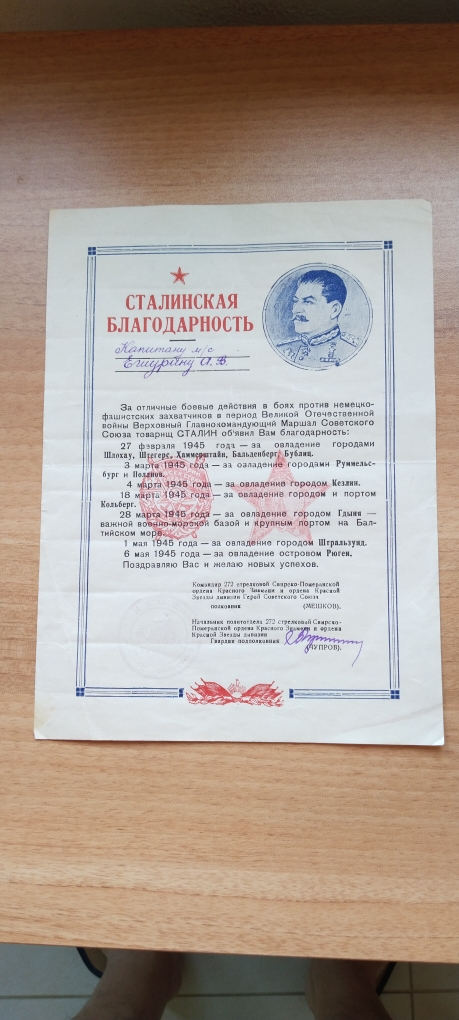 СТАЛИНСКАЯ
БЛАГОДАРНОСТЬ
Капитану м/с
Егиурину А.В.
За отличные боевые действия в боях против немецко-
фашистских захватчиков в период Великой Отечественной
войны Верховный Главнокомандующий Маршал Советского
Союза товарищ СТАЛИН об'явил Вам благодарность:
27 февраля 1945 года — за овладение городами
Шлохау, Штегерс, Хаммерштайн, Бальденберг, Бублиц.
3 марта 1945 года — за овладение городами Руммельс-
бург и Поллнов.
4 марта 1945 года — за овладение городом Кезлин.
18 марта 1945 года — за овладение городом и портом
Кольберг.
28 марта 1945 года — за овладение городом Гдыня —
важной военно-морской базой и крупным портом на Бал-
тийском море.
1 мая 1945 года — за овладение городом Штральзунд.
6 мая 1945 года — за овладение островом Рюген.
Поздравляю Вас и желаю новых успехов.
Командир 272 стрелковой Свирско-Померанской
ордена Красного Знамени и ордена Красной
Звезды дивизии Герой Советского Союза
полковник (МЕШКОВ).
Начальник политотдела 272 стрелковой Свирско-
Померанской ордена Красного Знамени и ордена
Красной Звезды дивизии
Гвардии подполковник (ЧУПРОВ).